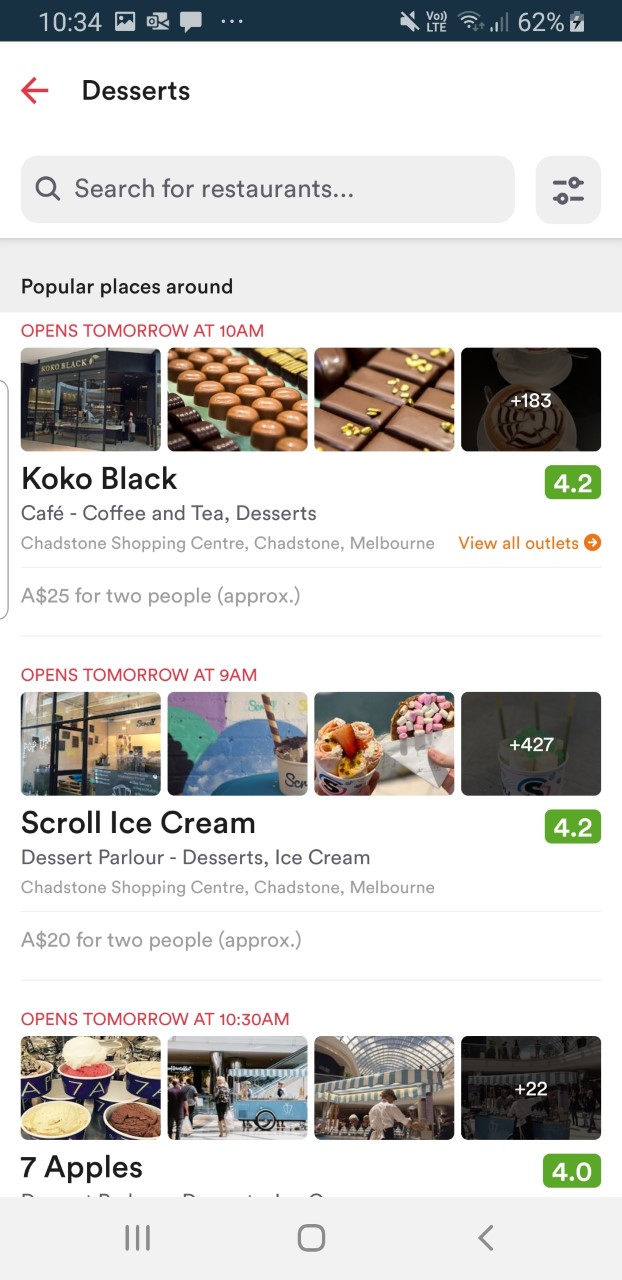 10:34
Vo))
LTE
62%
Desserts
Search for restaurants...
Popular places around
OPENS TOMORROW AT 10AM
KOKO BLACK
+183
Koko Black
4.2
Café - Coffee and Tea, Desserts
Chadstone Shopping Centre, Chadstone, Melbourne
View all outlets
A$25 for two people (approx.)
OPENS TOMORROW AT 9AM
POP UP
Scroll
+427
Scroll Ice Cream
4.2
Dessert Parlour - Desserts, Ice Cream
Chadstone Shopping Centre, Chadstone, Melbourne
A$20 for two people (approx.)
OPENS TOMORROW AT 10:30AM
7A
+22
7 Apples
4.0